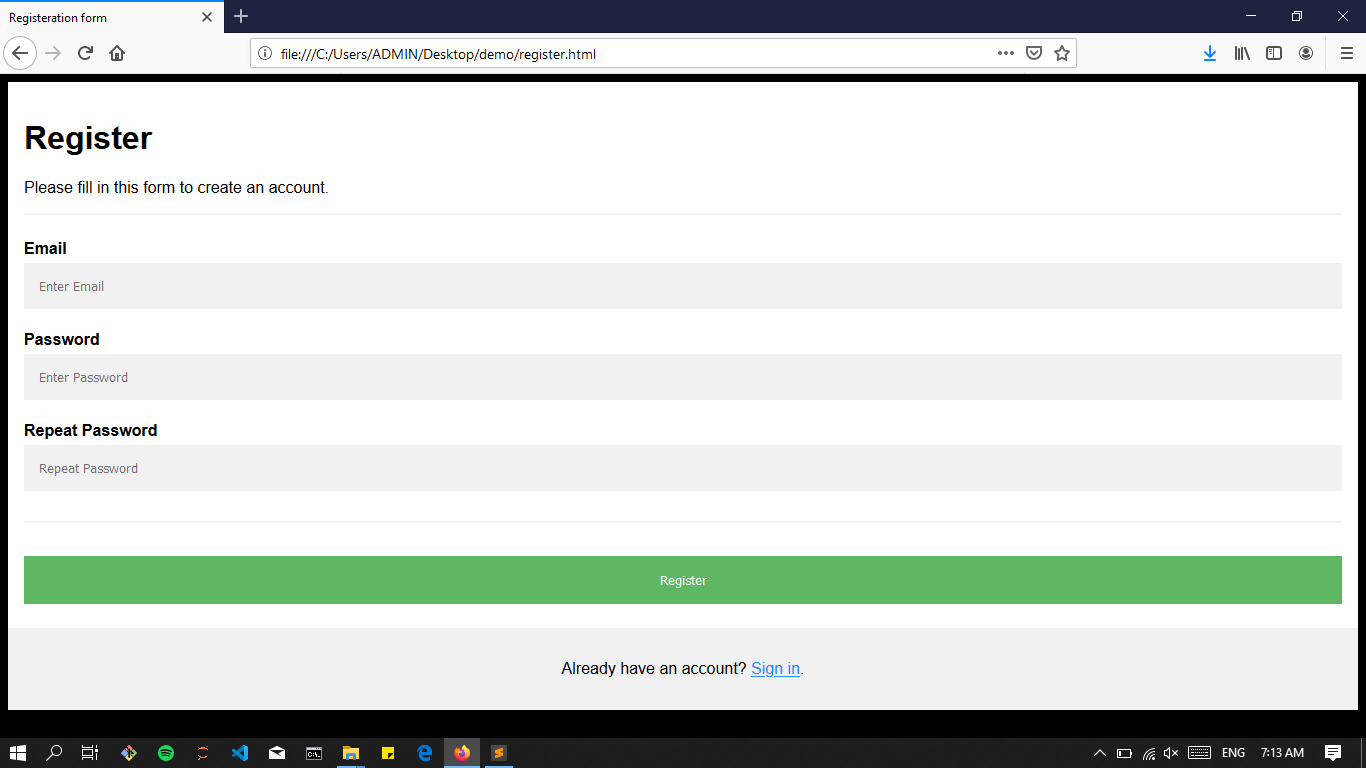 Registeration form
file:///C:/Users/ADMIN/Desktop/demo/register.html
Register
Please fill in this form to create an account.
Email
Enter Email
Password
Enter Password
Repeat Password
Repeat Password
Register
Already have an account? Sign in.
ENG
7:13 AM